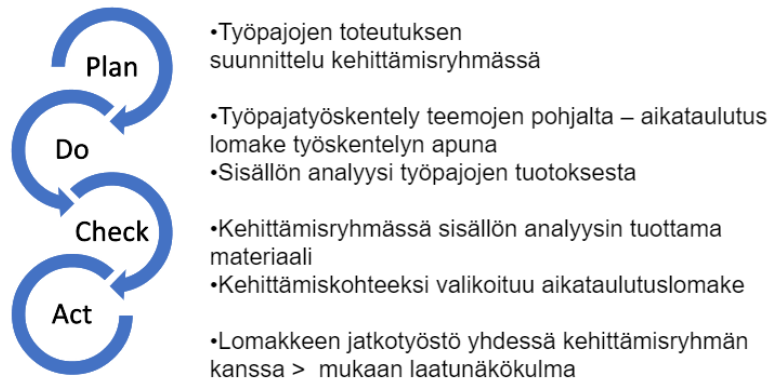 Plan
•Työpajojen toteutuksen
suunnittelu kehittämisryhmässä
Do
•Työpajatyöskentely teemojen pohjalta – aikataulutus
lomake työskentelyn apuna
•Sisällön analyysi työpajojen tuotoksesta
Check
•Kehittämisryhmässä sisällön analyysin tuottama
materiaali
•Kehittämiskohteeksi valikoituu aikataulutuslomake
Act
•Lomakkeen jatkotyöstö yhdessä kehittämisryhmän
kanssa > mukaan laatunäkökulma